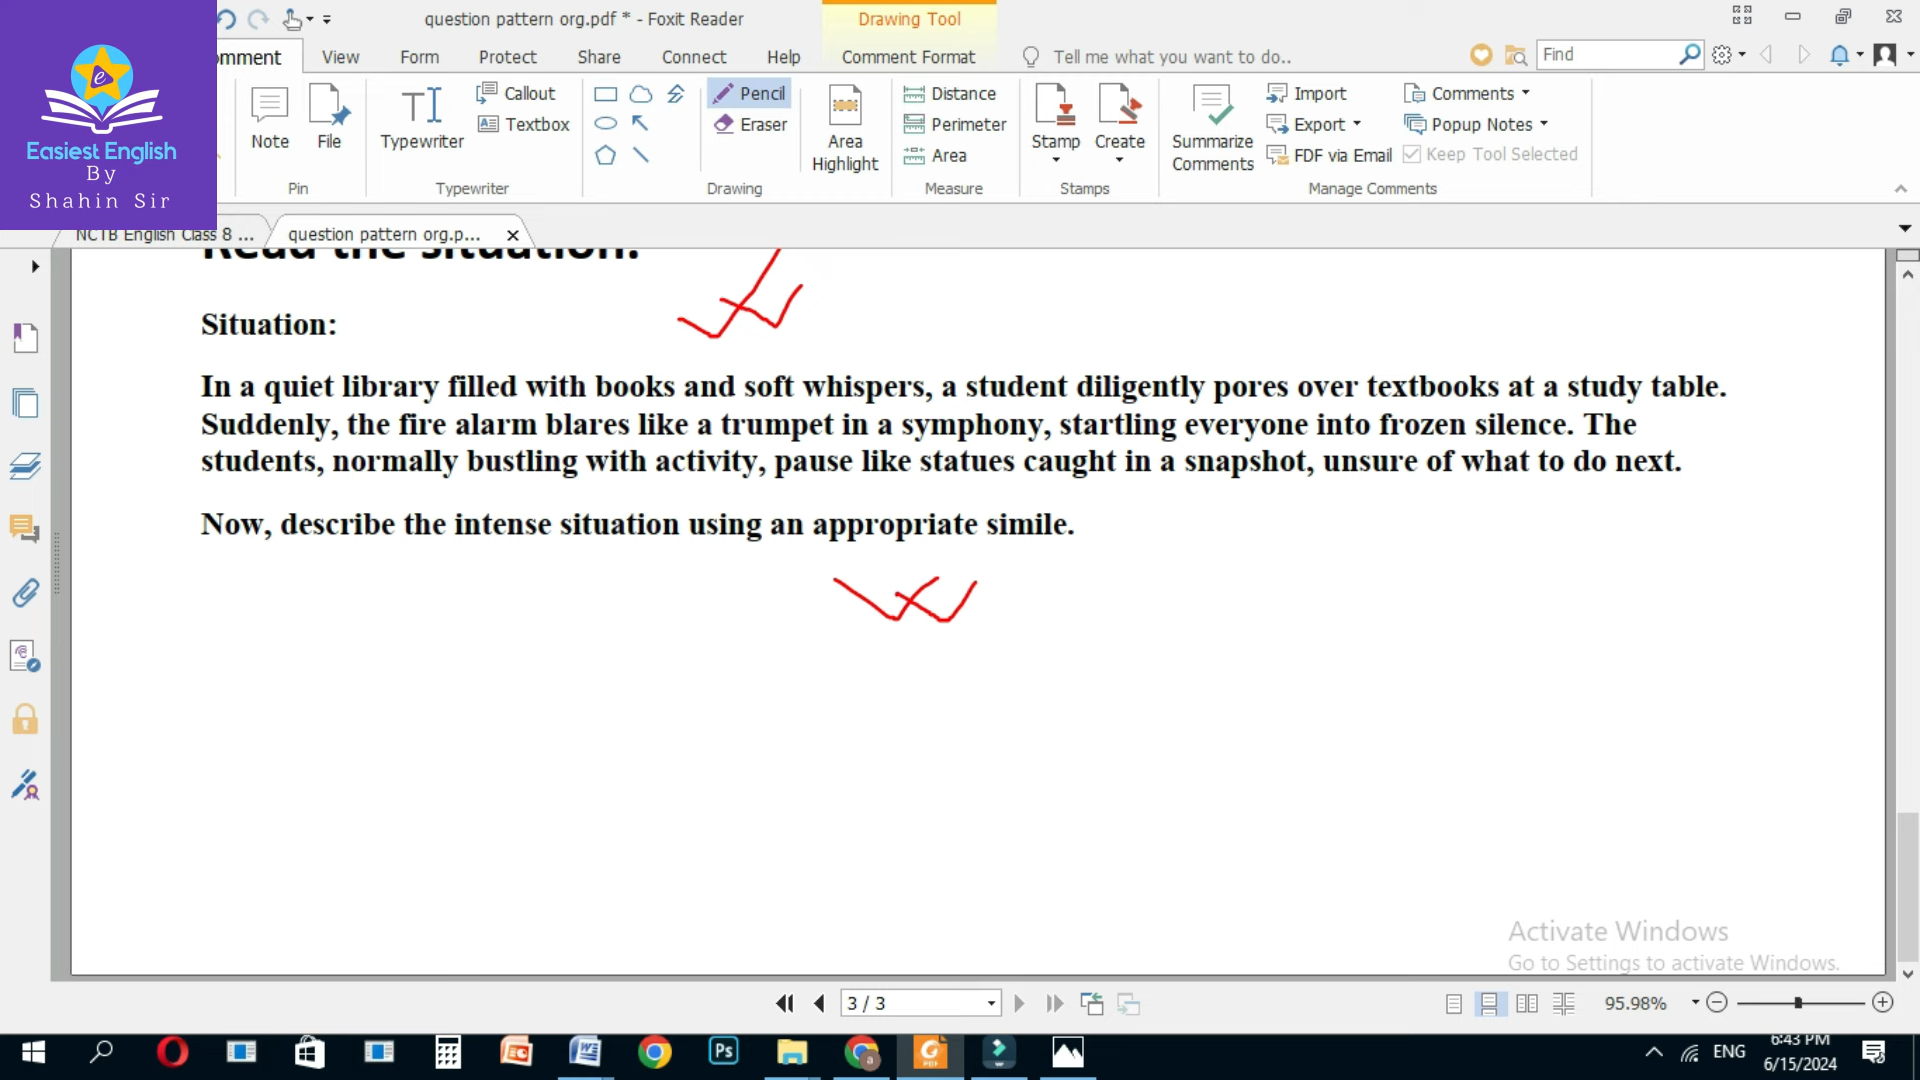 question pattern org.pdf * - Foxit Reader
Drawing Tool
omment
View
Form
Protect
Share
Connect
Help
Comment Format
Tell me what you want to do..
Find
Easiest English
By
Shahin Sir
Note
File
Pin
Typewriter
Callout
Textbox
Typewriter
Pencil
Eraser
Drawing
Area
Highlight
Distance
Perimeter
Area
Measure
Stamp
Create
Stamps
Summarize
Comments
Import
Export
FDF via Email
Comments
Popup Notes
Keep Tool Selected
Manage Comments
NCTB English Class 8 ...
question pattern org.p...
Read the situation.
Situation:
In a quiet library filled with books and soft whispers, a student diligently pores over textbooks at a study table.
Suddenly, the fire alarm blares like a trumpet in a symphony, startling everyone into frozen silence. The
students, normally bustling with activity, pause like statues caught in a snapshot, unsure of what to do next.
Now, describe the intense situation using an appropriate simile.
Activate Windows
Go to Settings to activate Windows.
3 / 3
95.98%
Ps
ENG
6:43 PM
6/15/2024